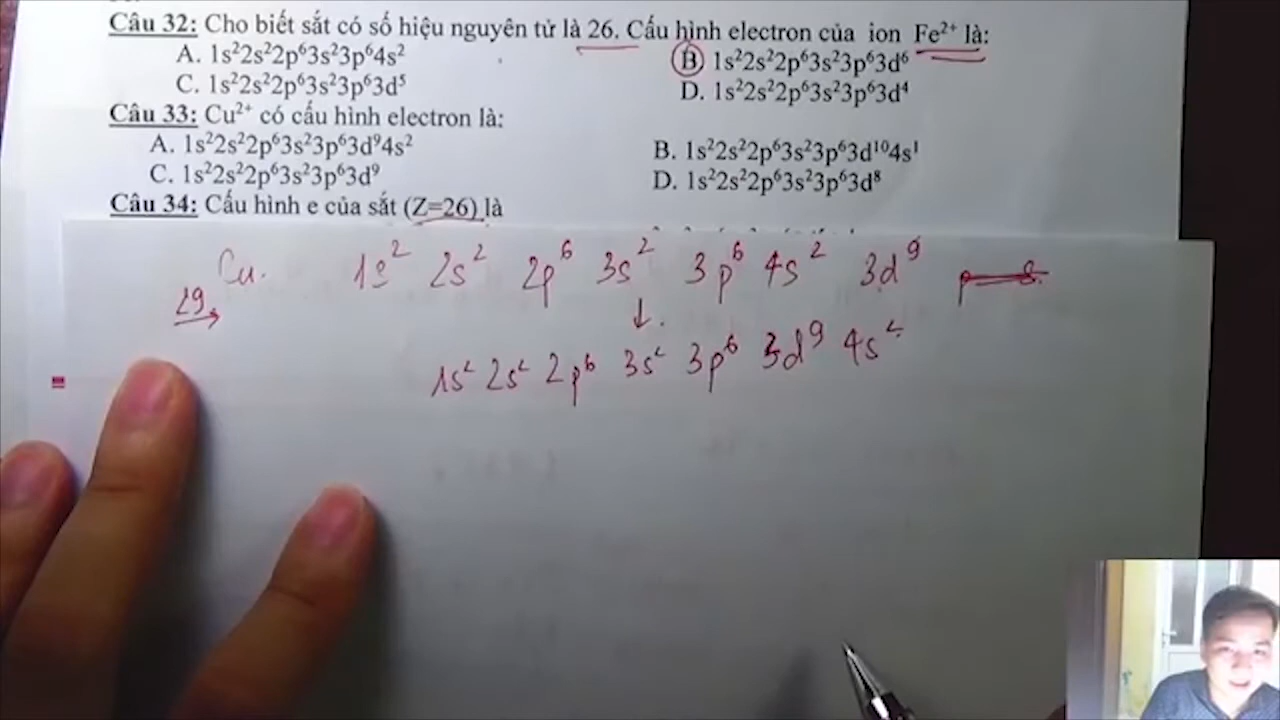 Câu 32: Cho biết sắt có số hiệu nguyên tử là 26. Cấu hình electron của ion Fe²⁺ là:
A. 1s²2s²2p⁶3s²3p⁶4s² B. 1s²2s²2p⁶3s²3p⁶3d⁶
C. 1s²2s²2p⁶3s²3p⁶3d⁵ D. 1s²2s²2p⁶3s²3p⁶3d⁴
Câu 33: Cu²⁺ có cấu hình electron là:
A. 1s²2s²2p⁶3s²3p⁶3d⁹4s² B. 1s²2s²2p⁶3s²3p⁶3d¹⁰4s¹
C. 1s²2s²2p⁶3s²3p⁶3d⁹ D. 1s²2s²2p⁶3s²3p⁶3d⁸
Câu 34: Cấu hình e của sắt (Z=26) là
Cu. 1s² 2s² 2p⁶ 3s² 3p⁶ 4s² 3d⁹
29 → ↓.
1s² 2s² 2p⁶ 3s² 3p⁶ 3d⁹ 4s²